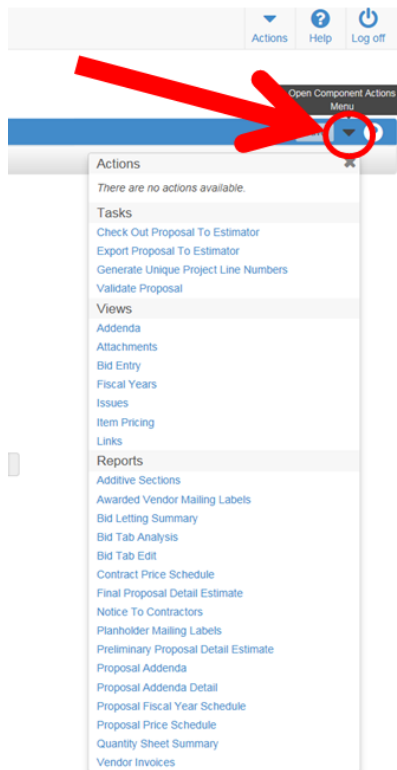 Actions Help Log off
Open Component Actions
Menu
Actions
There are no actions available.
Tasks
Check Out Proposal To Estimator
Export Proposal To Estimator
Generate Unique Project Line Numbers
Validate Proposal
Views
Addenda
Attachments
Bid Entry
Fiscal Years
Issues
Item Pricing
Links
Reports
Additive Sections
Awarded Vendor Mailing Labels
Bid Letting Summary
Bid Tab Analysis
Bid Tab Edit
Contract Price Schedule
Final Proposal Detail Estimate
Notice To Contractors
Planholder Mailing Labels
Preliminary Proposal Detail Estimate
Proposal Addenda
Proposal Addenda Detail
Proposal Fiscal Year Schedule
Proposal Price Schedule
Quantity Sheet Summary
Vendor Invoices